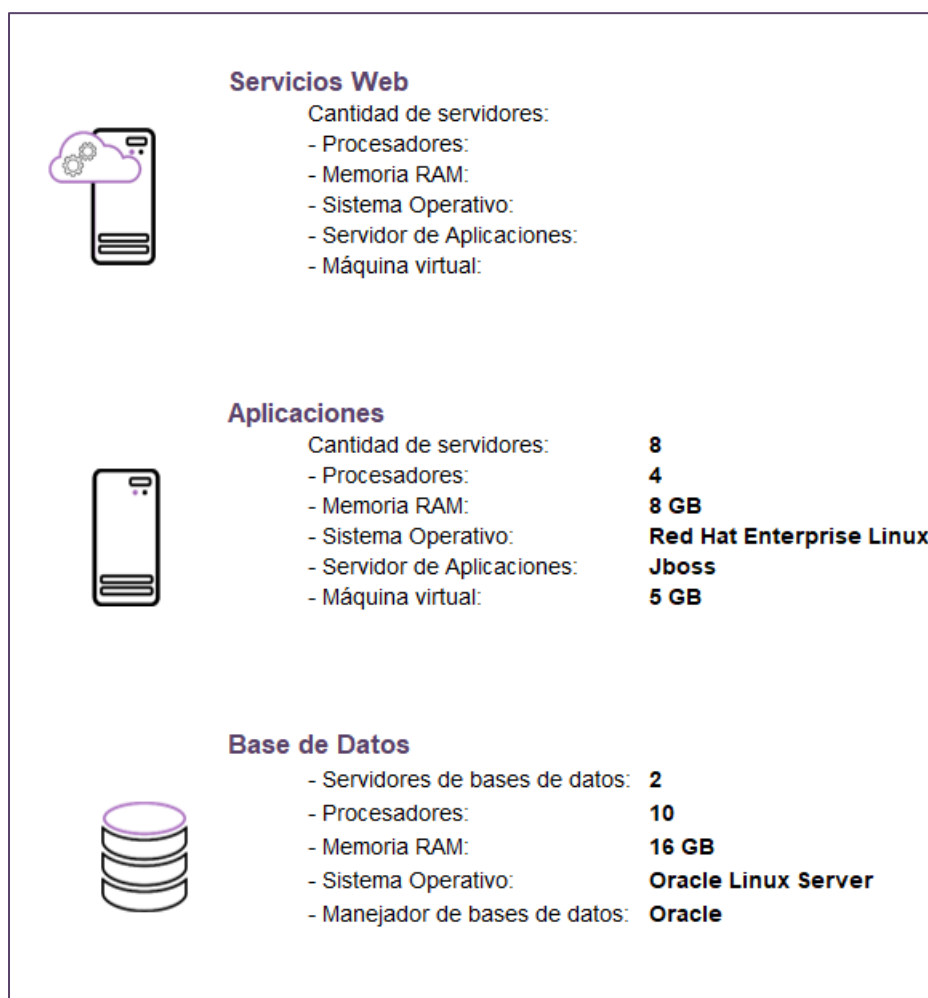 Servicios Web
Cantidad de servidores:
- Procesadores:
- Memoria RAM:
- Sistema Operativo:
- Servidor de Aplicaciones:
- Máquina virtual:
Aplicaciones
Cantidad de servidores: 8
- Procesadores: 4
- Memoria RAM: 8 GB
- Sistema Operativo: Red Hat Enterprise Linux
- Servidor de Aplicaciones: Jboss
- Máquina virtual: 5 GB
Base de Datos
- Servidores de bases de datos: 2
- Procesadores: 10
- Memoria RAM: 16 GB
- Sistema Operativo: Oracle Linux Server
- Manejador de bases de datos: Oracle